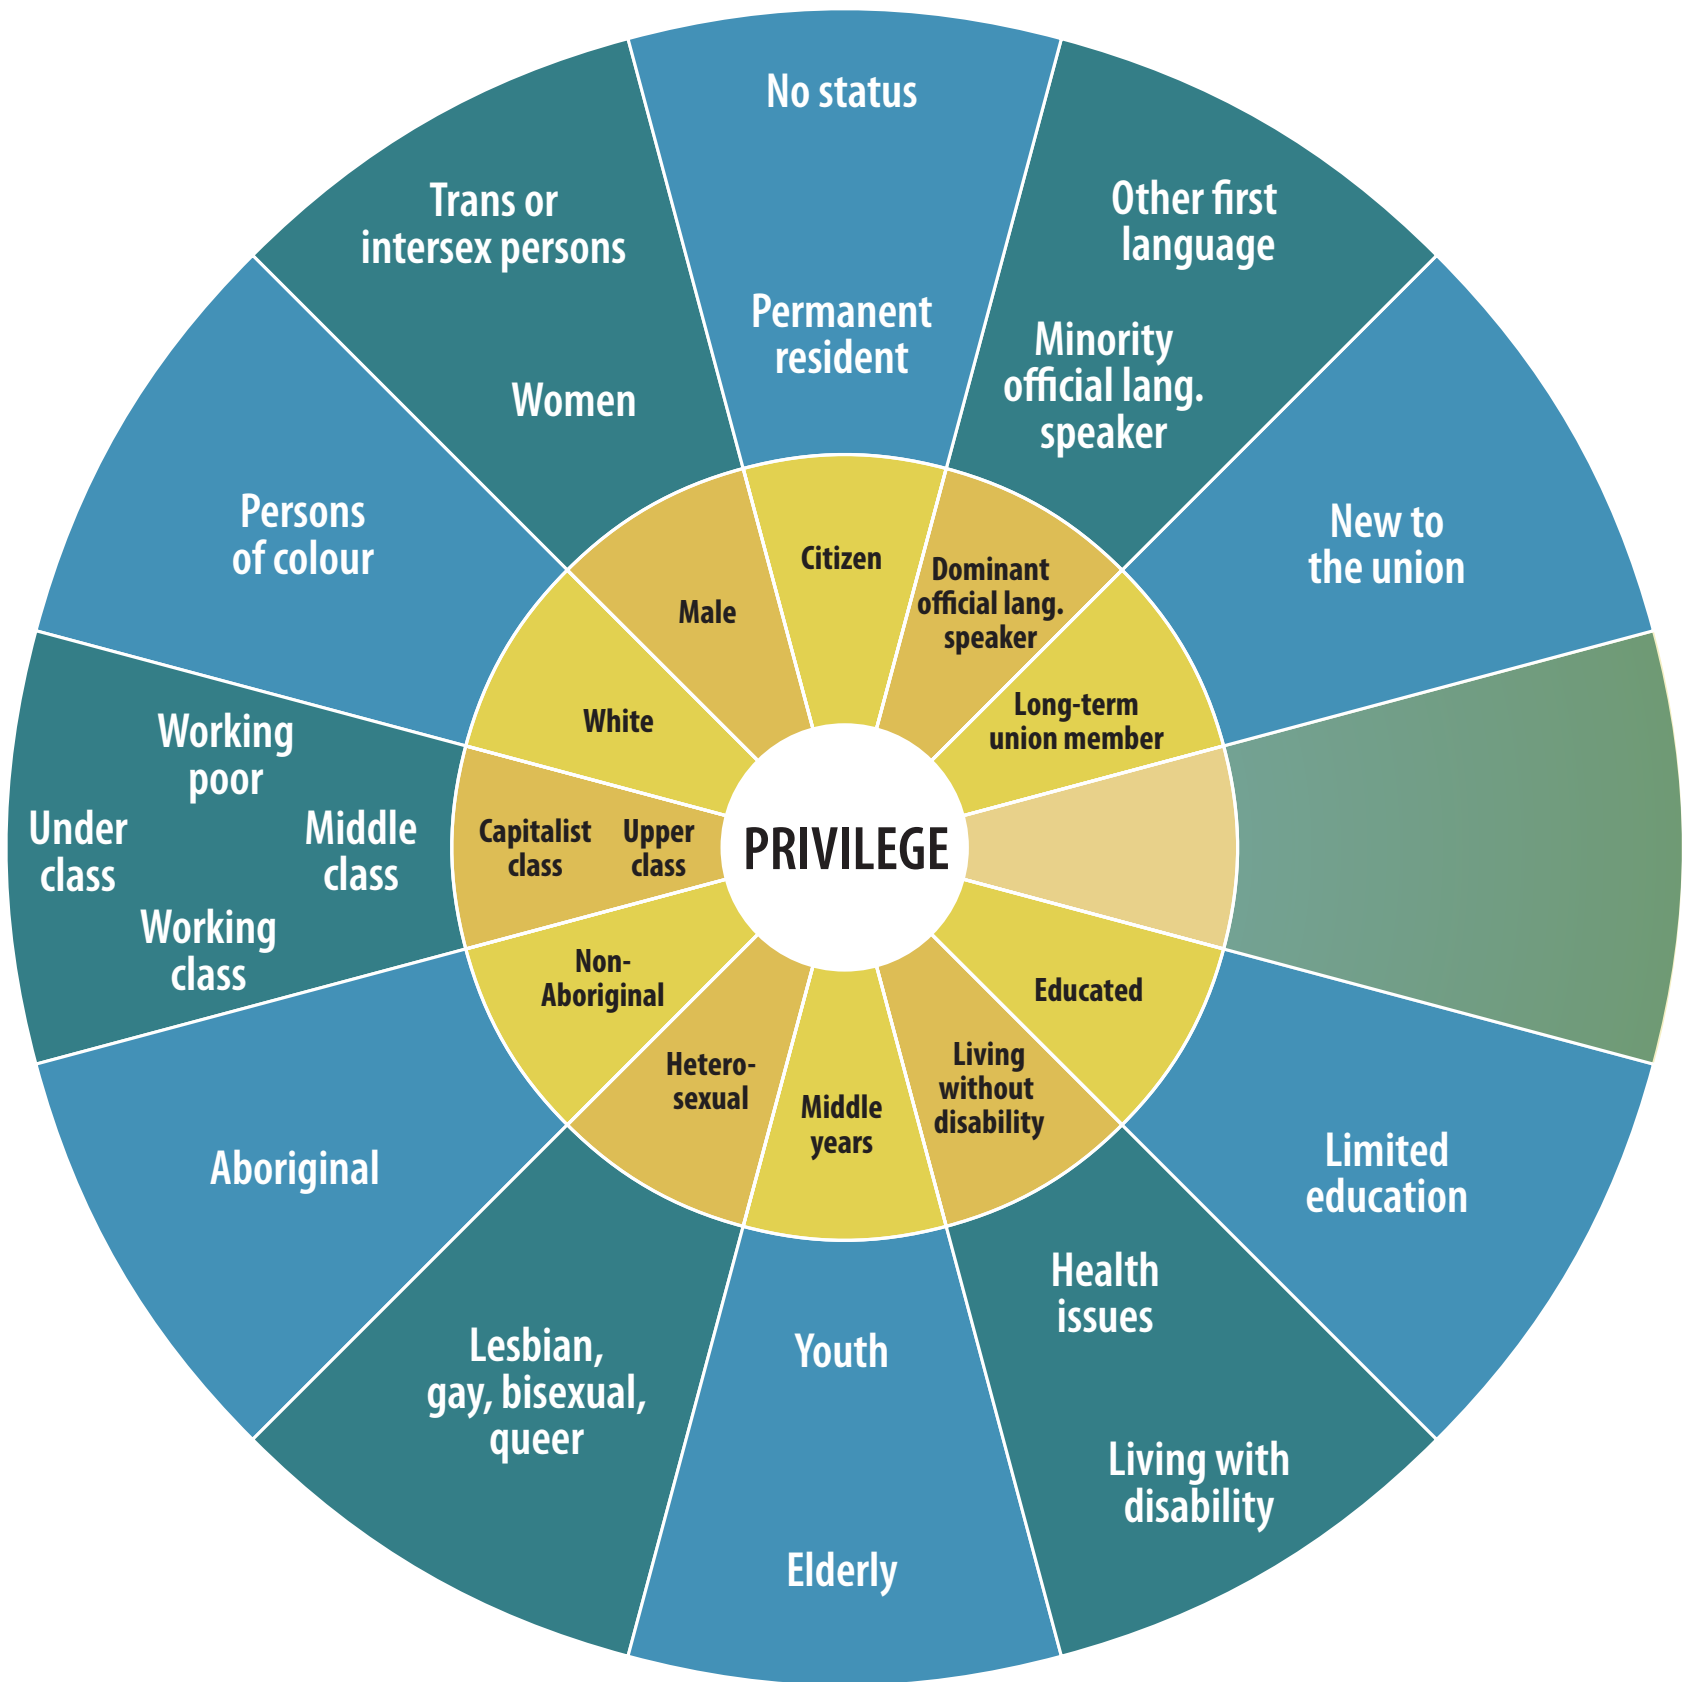 No status
Permanent
resident
Citizen
Other first
language
Minority
official lang.
speaker
Dominant
official lang.
speaker
New to
the union
Long-term
union member
Limited
education
Educated
Health
issues
Living with
disability
Living
without
disability
Youth
Elderly
Middle
years
Lesbian,
gay, bisexual,
queer
Hetero-
sexual
Aboriginal
Non-
Aboriginal
Under
class
Working
poor
Working
class
Middle
class
Capitalist
class
Upper
class
Persons
of colour
White
Trans or
intersex persons
Women
Male
PRIVILEGE